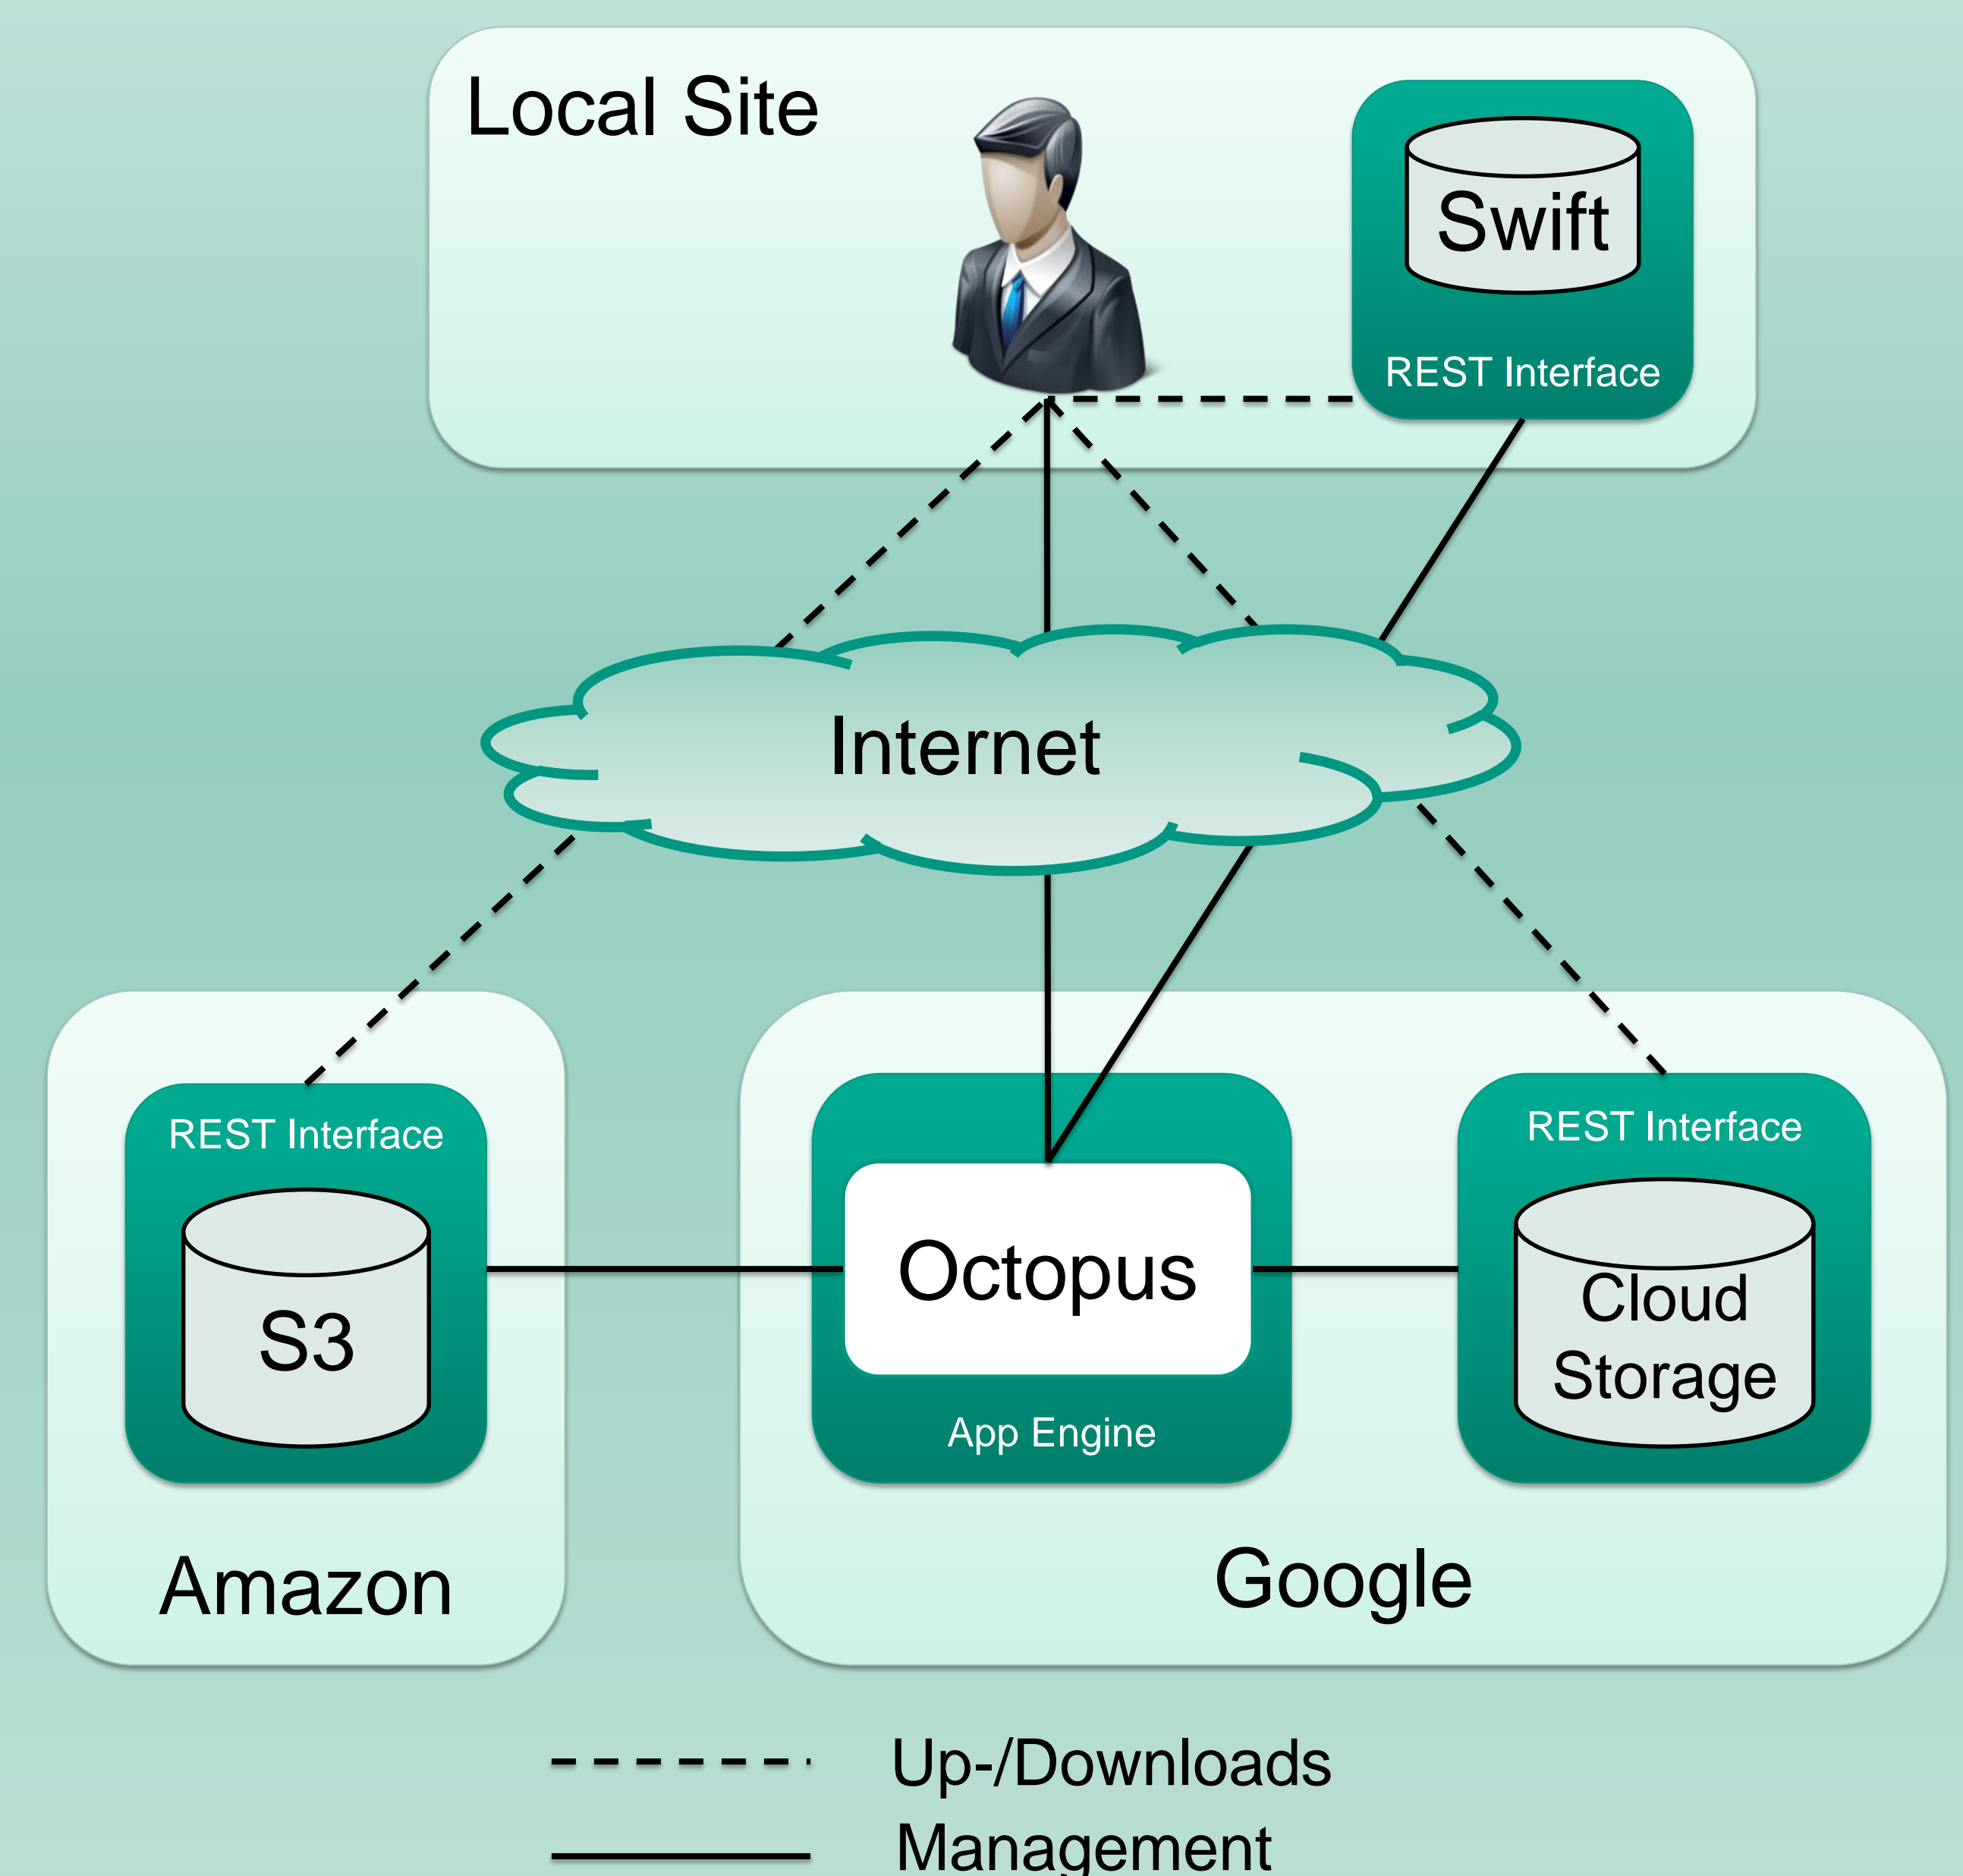 Local Site
Swift
REST Interface
Internet
REST Interface
S3
Amazon
Octopus
App Engine
REST Interface
Cloud
Storage
Google
Up-/Downloads
Management